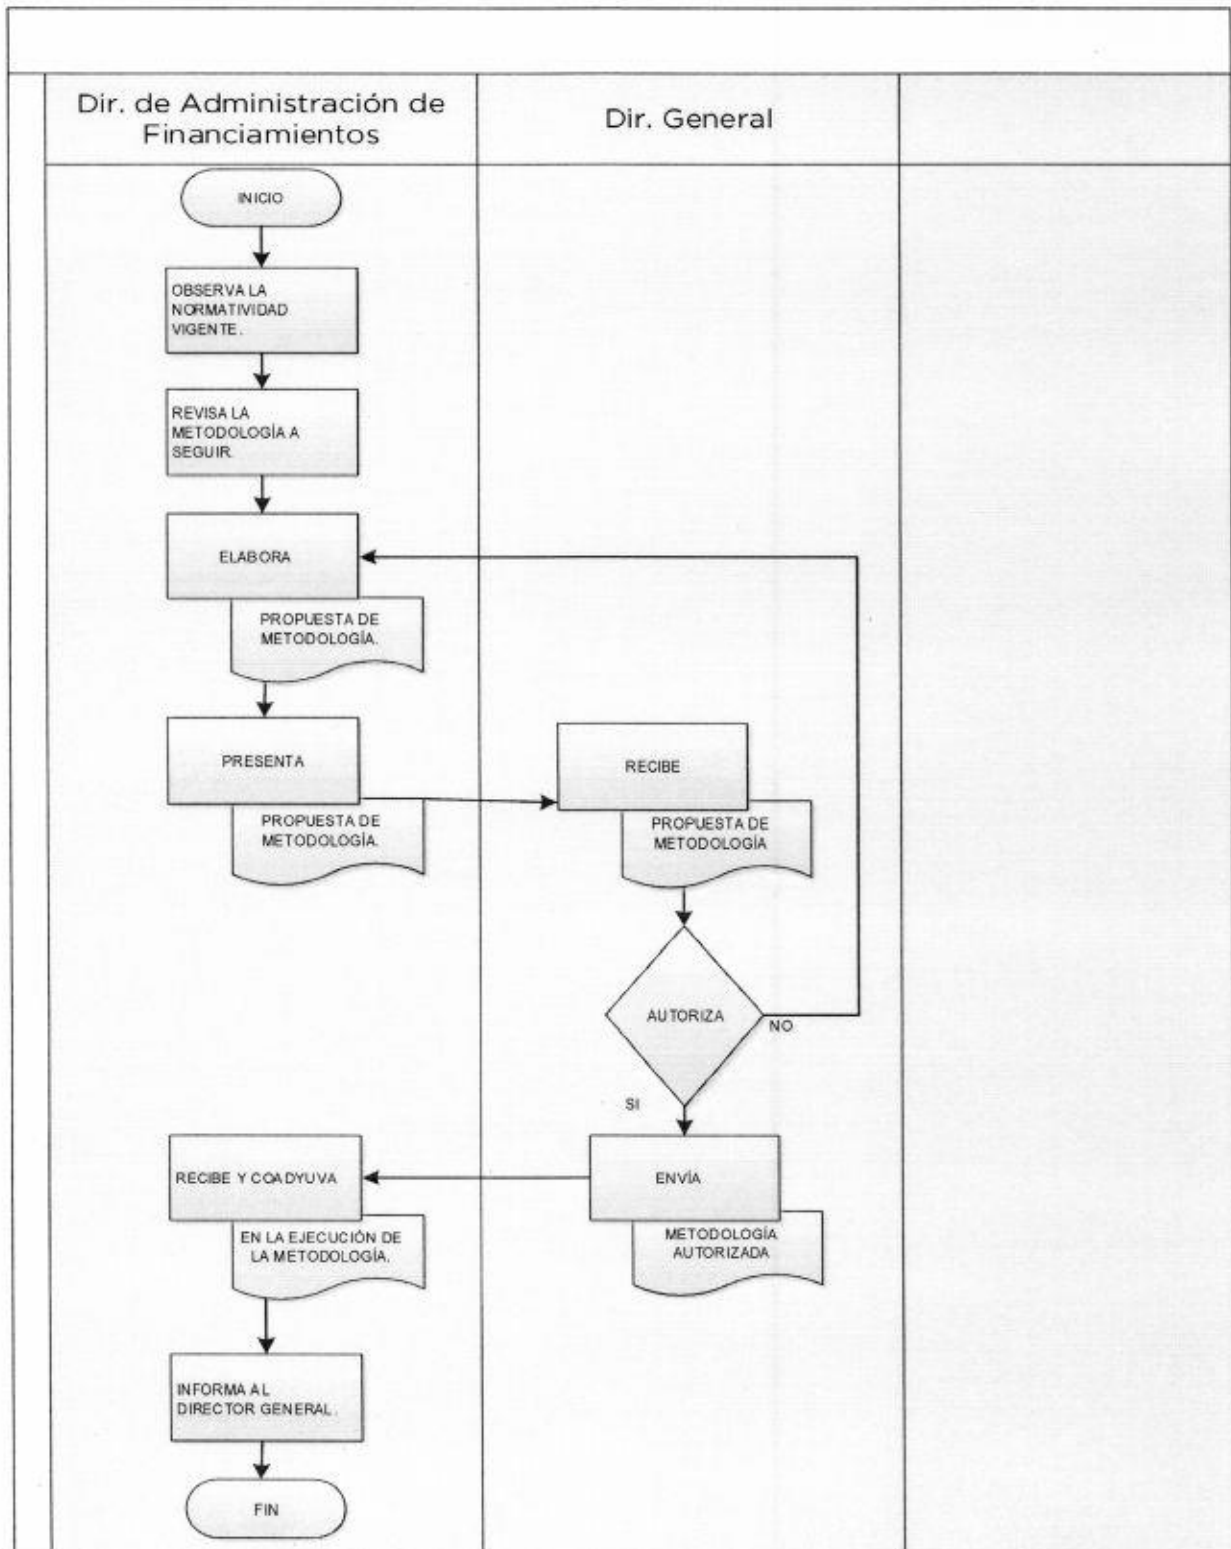 Dir. de Administración de
Financiamientos
Dir. General
INICIO
OBSERVA LA
NORMATIVIDAD
VIGENTE.
REVISA LA
METODOLOGÍA A
SEGUIR.
ELABORA
PROPUESTA DE
METODOLOGÍA.
PRESENTA
PROPUESTA DE
METODOLOGÍA.
RECIBE
PROPUESTA DE
METODOLOGÍA
AUTORIZA
NO
SI
ENVÍA
METODOLOGÍA
AUTORIZADA
RECIBE Y COADYUVA
EN LA EJECUCIÓN DE
LA METODOLOGÍA.
INFORMA AL
DIRECTOR GENERAL.
FIN